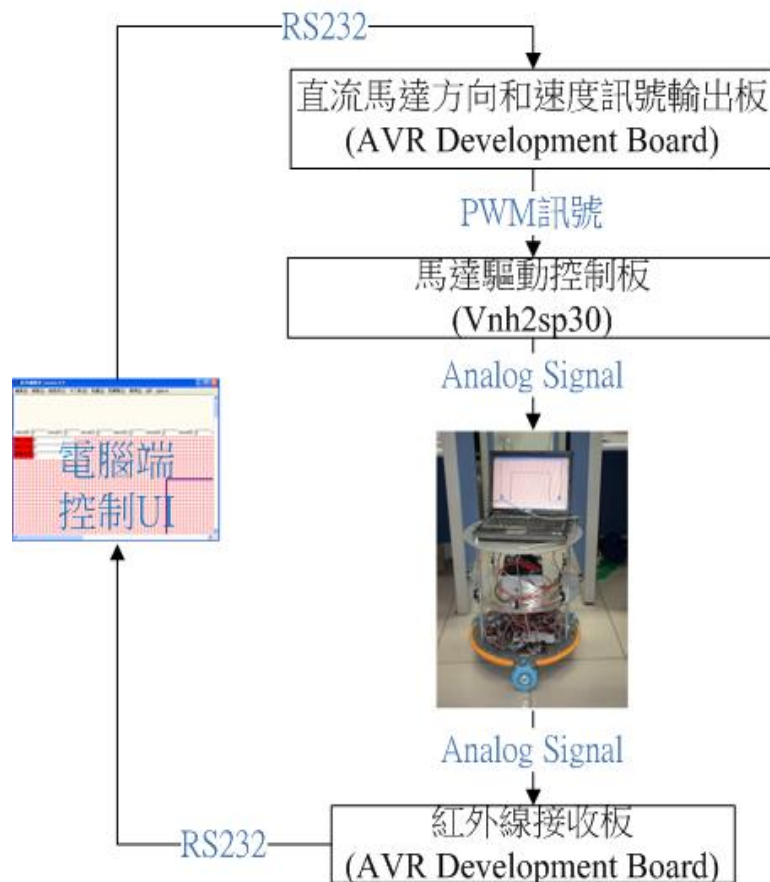 RS232
直流馬達方向和速度訊號輸出板
(AVR Development Board)
PWM訊號
馬達驅動控制板
(Vnh2sp30)
Analog Signal
電腦端
控制UI
Analog Signal
紅外線接收板
(AVR Development Board)
RS232